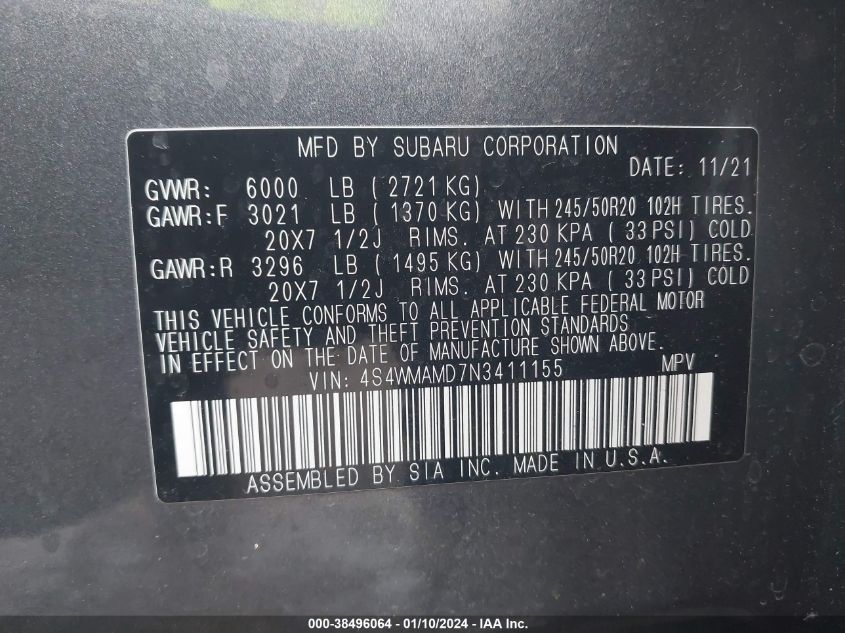 MFD BY SUBARU CORPORATION
DATE: 11/21
GVWR: 6000 LB ( 2721 KG)
GAWR:F 3021 LB ( 1370 KG) WITH 245/50R20 102H TIRES.
20X7 1/2J RIMS. AT 230 KPA ( 33 PSI) COLD
GAWR:R 3296 LB ( 1495 KG) WITH 245/50R20 102H TIRES.
20X7 1/2J RIMS. AT 230 KPA ( 33 PSI) COLD
THIS VEHICLE CONFORMS TO ALL APPLICABLE FEDERAL MOTOR
VEHICLE SAFETY AND THEFT PREVENTION STANDARDS
IN EFFECT ON THE DATE OF MANUFACTURE SHOWN ABOVE.
VIN: 4S4WMAMD7N3411155 MPV
ASSEMBLED BY SIA INC. MADE IN U.S.A.
000-38496064 - 01/10/2024 - IAA Inc.